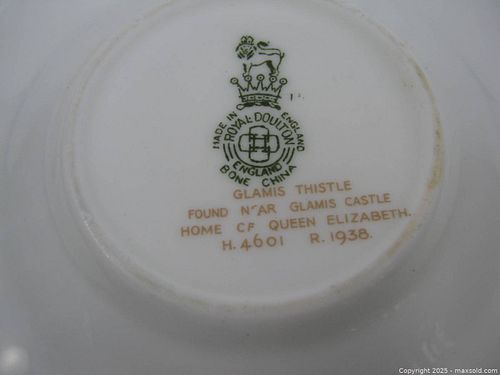 MADE IN ENGLAND
ROYAL DOULTON
ENGLAND
BONE CHINA
GLAMIS THISTLE
FOUND NEAR GLAMIS CASTLE
HOME OF QUEEN ELIZABETH.
H.4601 R.1938.
Copyright 2025 - maxsold.com